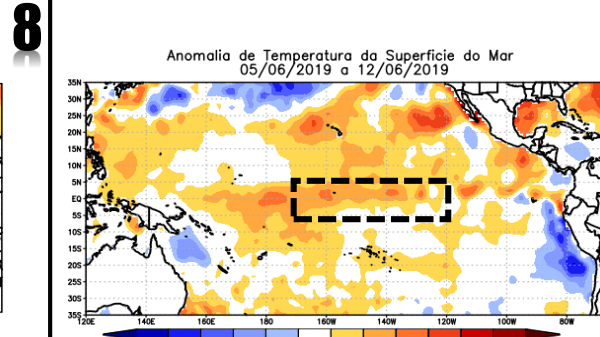 8
Anomalia de Temperatura da Superfície do Mar
05/06/2019 a 12/06/2019
35N
30N
25N
20N
15N
10N
5N
EQ
5S
10S
15S
20S
25S
30S
35S
120E 140E 160E 180 160W 140W 120W 100W 80W